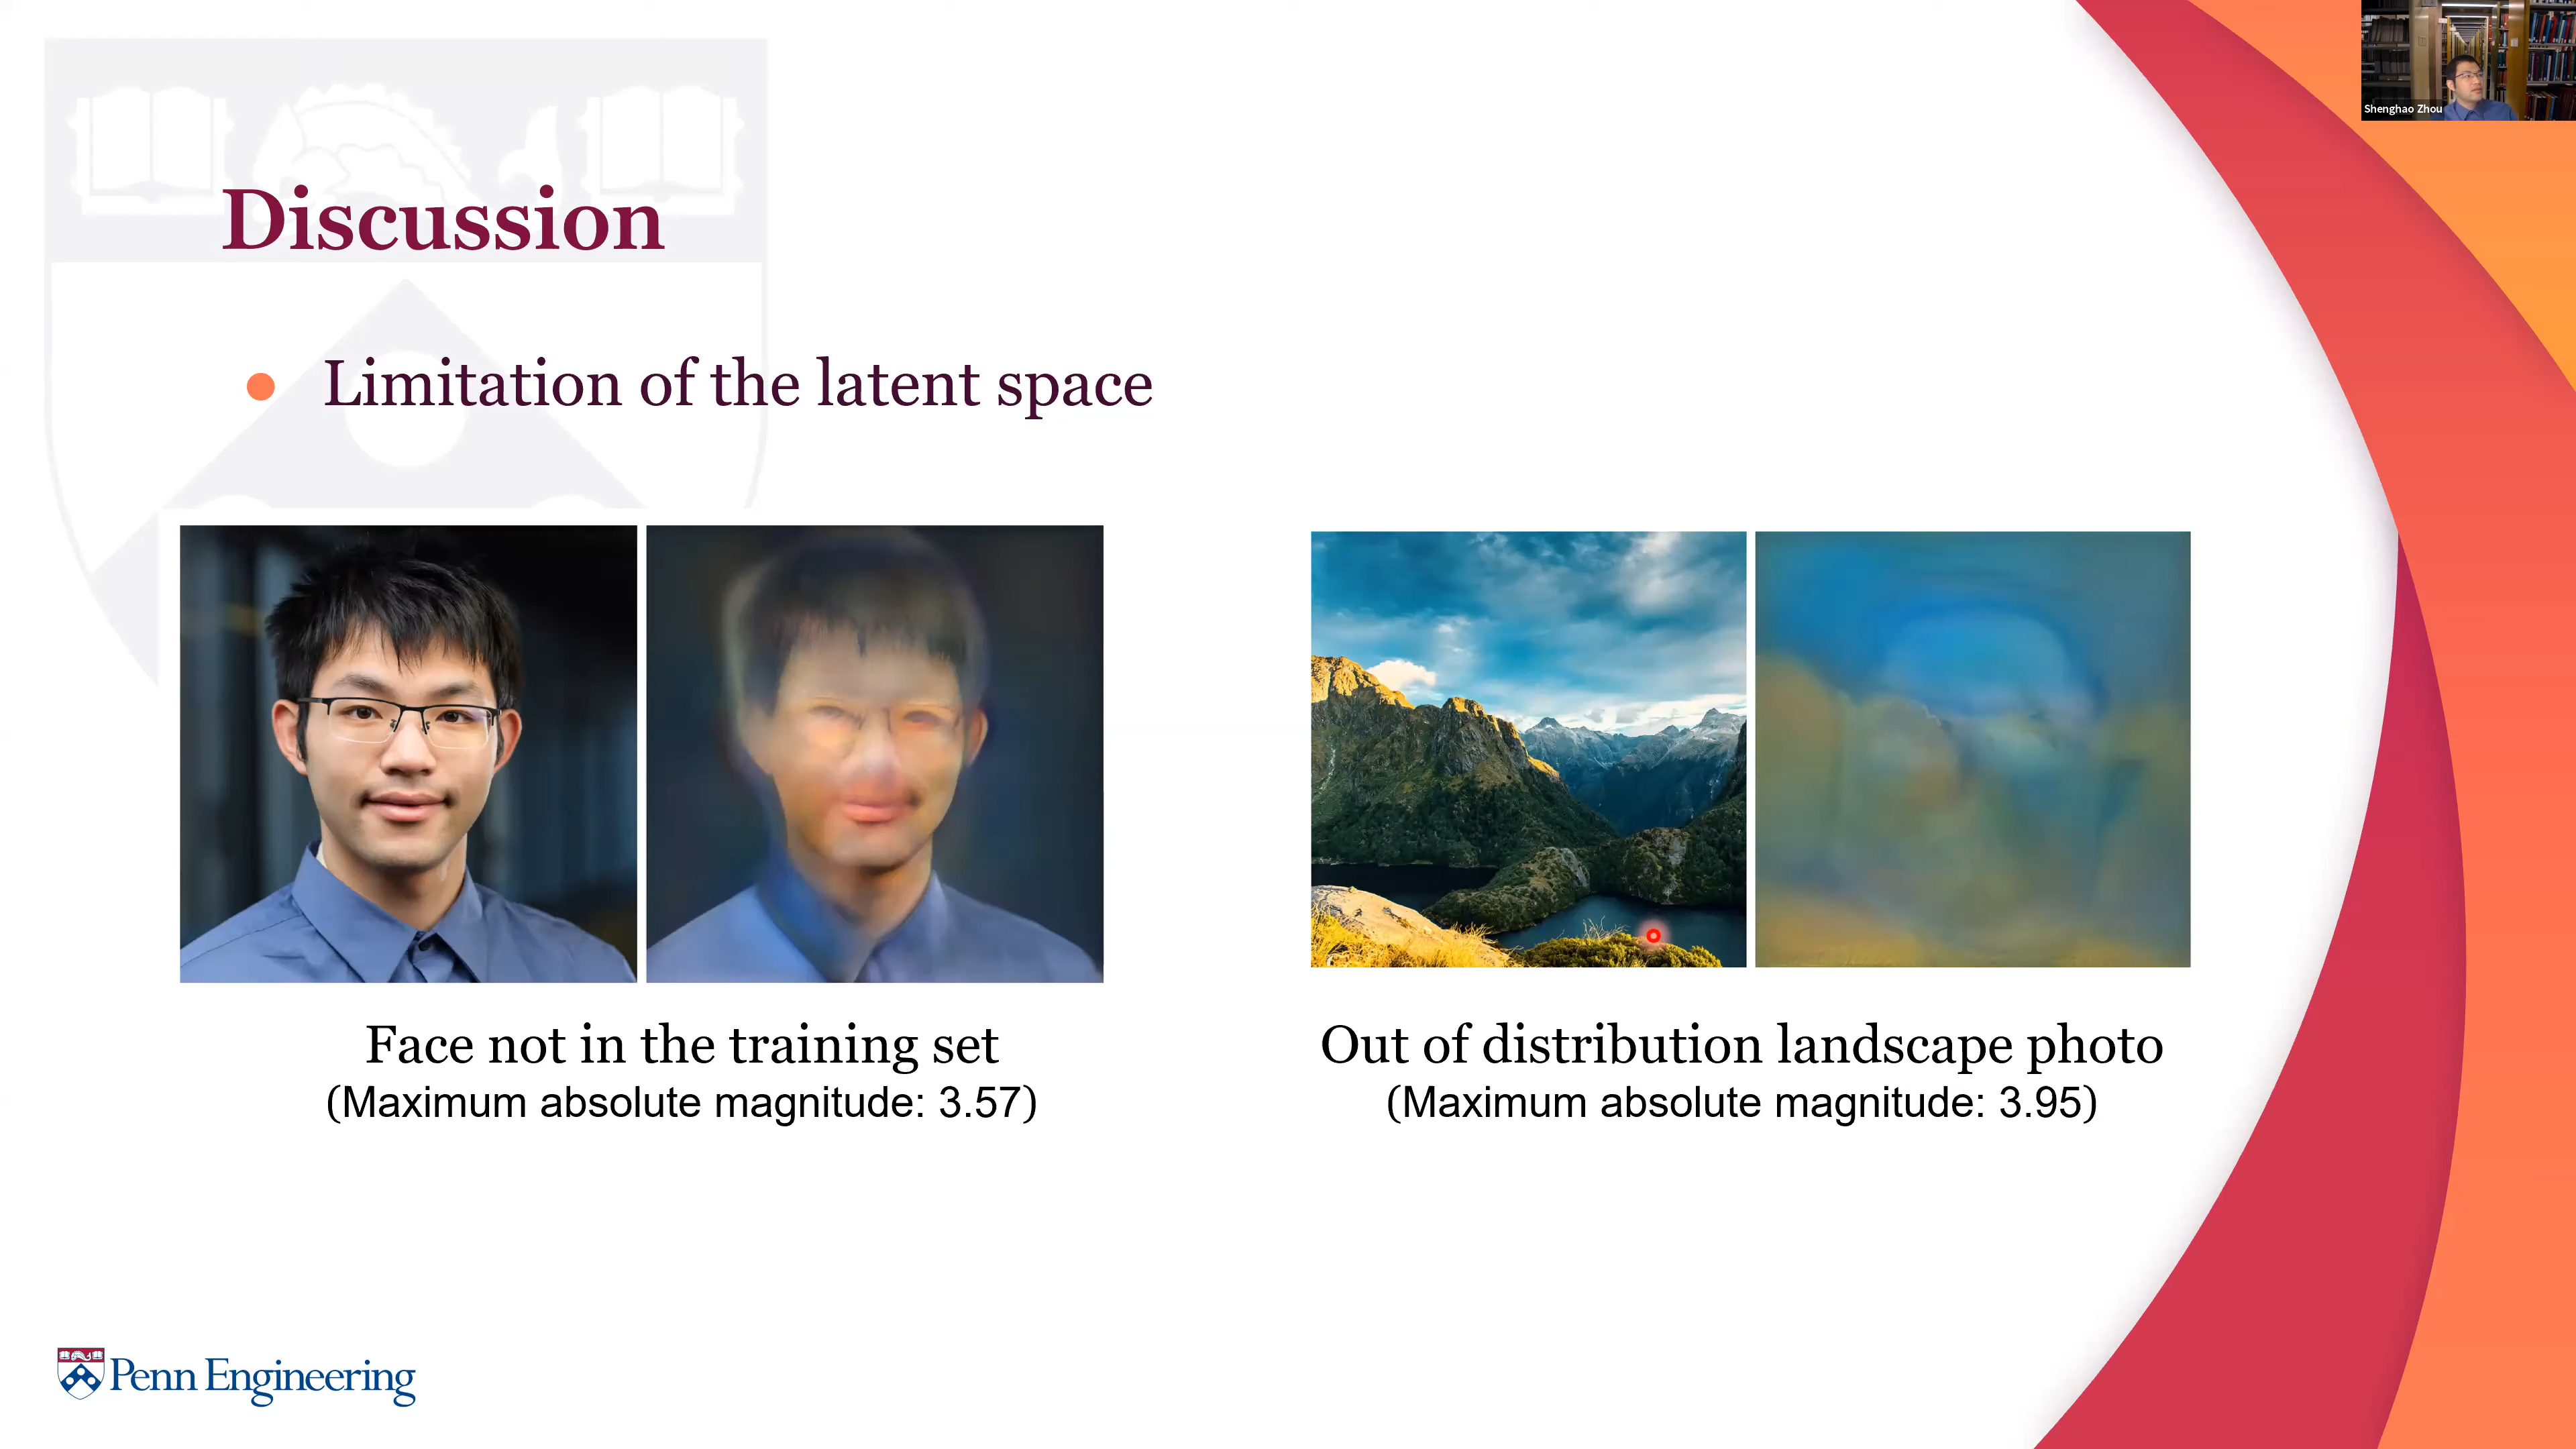 Shenghao Zhou
Discussion
Limitation of the latent space
Face not in the training set
(Maximum absolute magnitude: 3.57)
Out of distribution landscape photo
(Maximum absolute magnitude: 3.95)
Penn Engineering